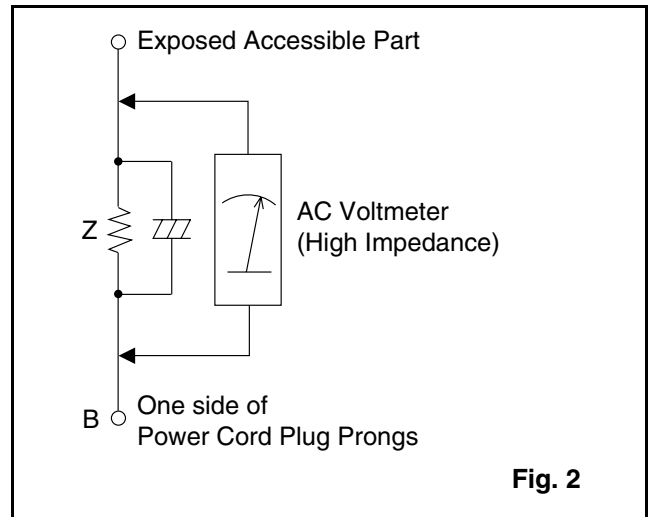 Exposed Accessible Part
Z
AC Voltmeter
(High Impedance)
B
One side of
Power Cord Plug Prongs
Fig. 2